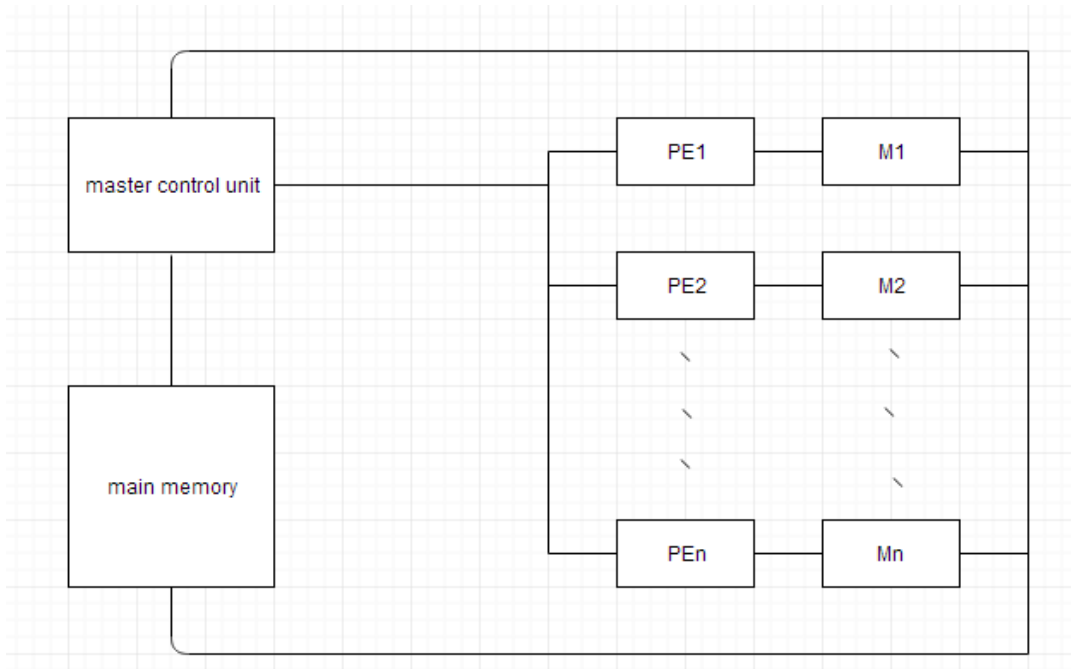 PE1
M1
master control unit
PE2
M2
main memory
PEn
Mn